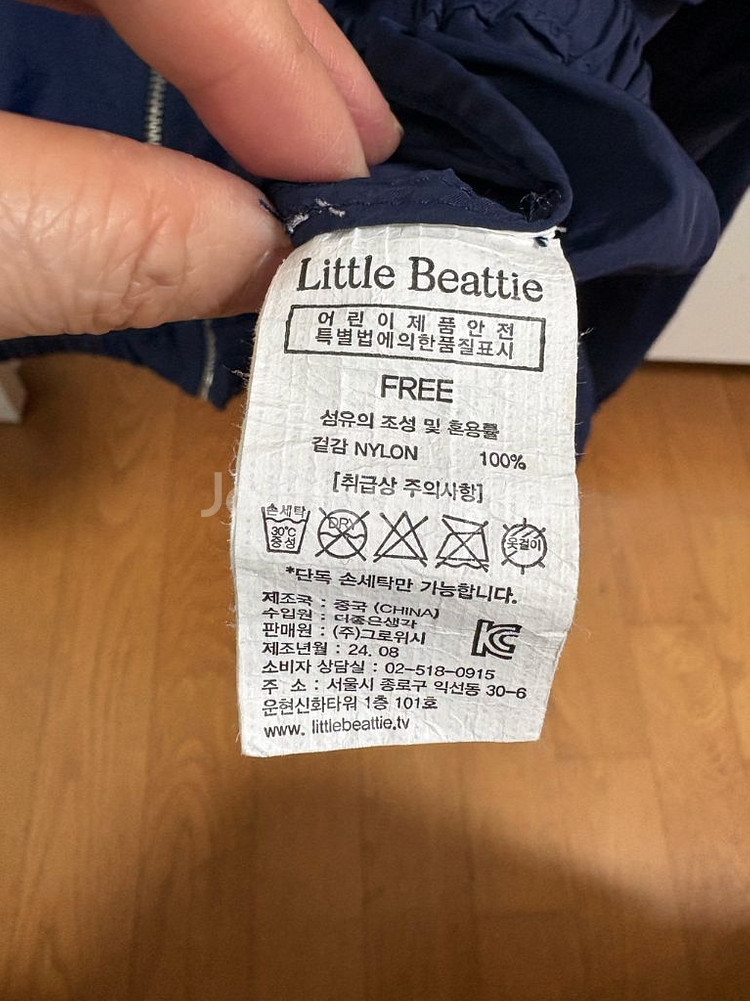 Little Beattie
어린이제품안전
특별법에의한품질표시
FREE
섬유의 조성 및 혼용률
겉감 NYLON 100%
[취급상 주의사항]
손세탁 30℃ 중성 DRY 옷걸이
*단독 손세탁만 가능합니다.
제조국 : 중국 (CHINA)
수입원 : 더좋은생각
판매원 : (주)그로위시
제조년월 : 24. 08
소비자 상담실 : 02-518-0915
주 소 : 서울시 종로구 익선동 30-6
운현신화타워 1층 101호
www. littlebeattie.tv